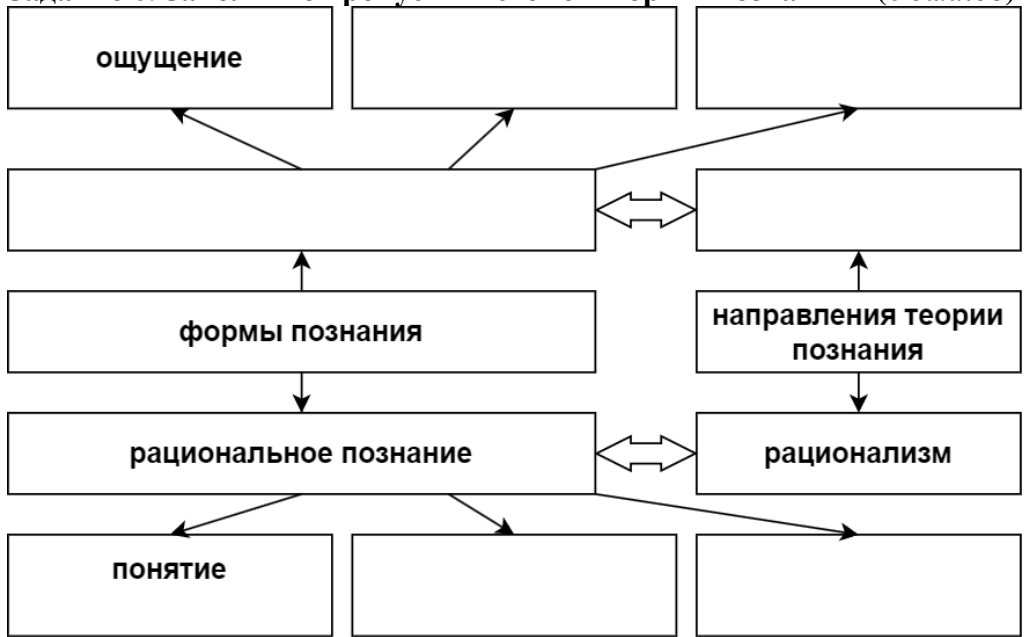 ощущение
формы познания
направления теории
познания
рациональное познание
рационализм
понятие